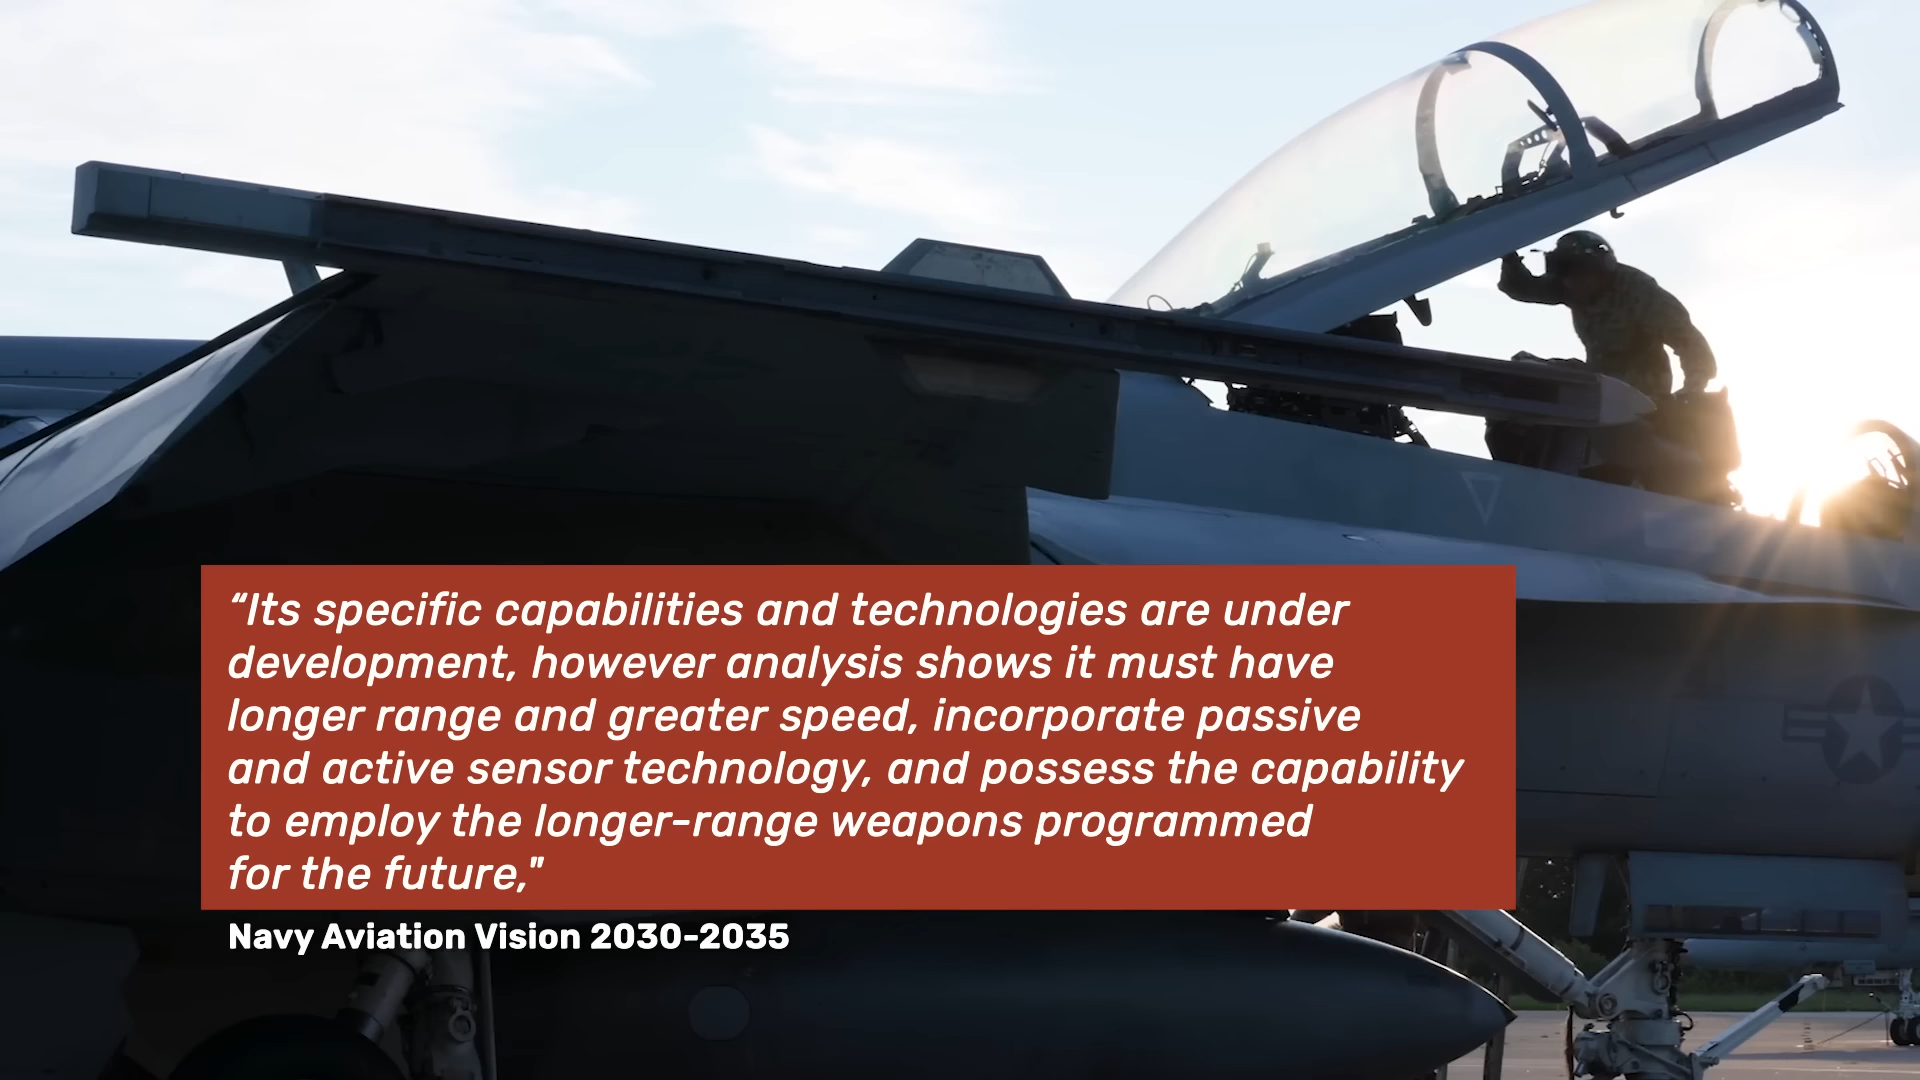 “Its specific capabilities and technologies are under
development, however analysis shows it must have
longer range and greater speed, incorporate passive
and active sensor technology, and possess the capability
to employ the longer-range weapons programmed
for the future,"
Navy Aviation Vision 2030-2035